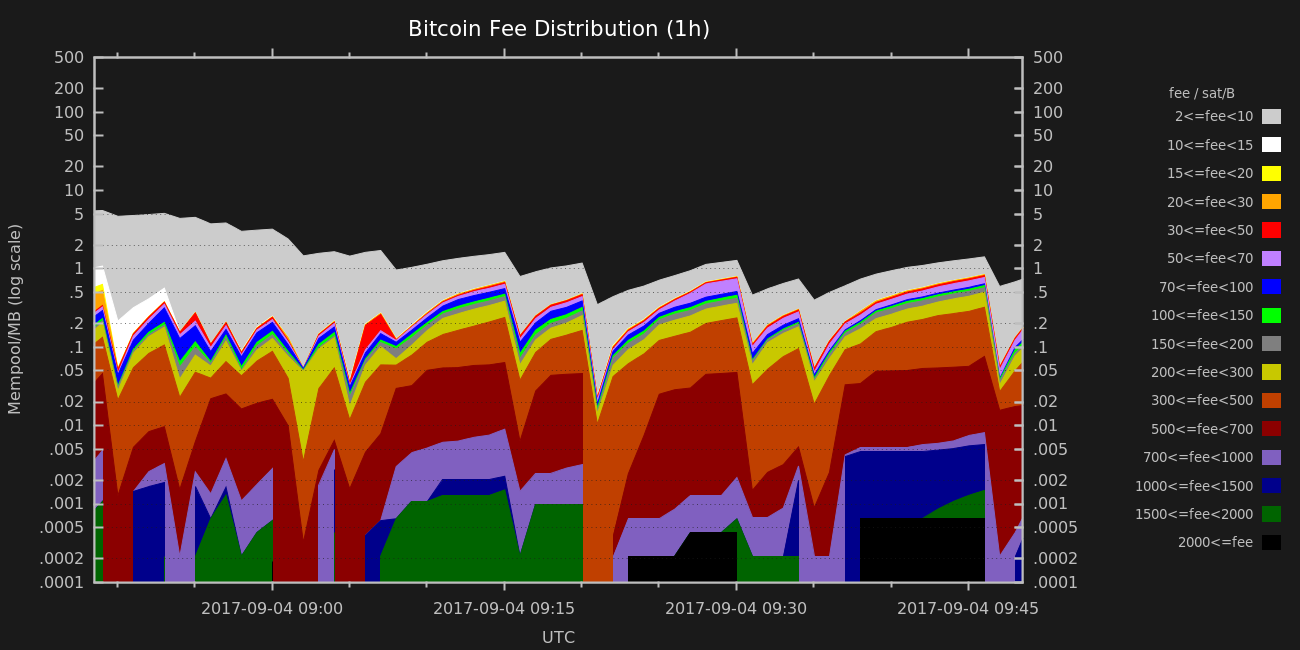 Bitcoin Fee Distribution (1h)
Mempool/MB (log scale)
500
200
100
50
20
10
5
2
1
.5
.2
.1
.05
.02
.01
.005
.002
.001
.0005
.0002
.0001
500
200
100
50
20
10
5
2
1
.5
.2
.1
.05
.02
.01
.005
.002
.001
.0005
.0002
.0001
2017-09-04 09:00
2017-09-04 09:15
2017-09-04 09:30
2017-09-04 09:45
UTC
fee / sat/B
2<=fee<10
10<=fee<15
15<=fee<20
20<=fee<30
30<=fee<50
50<=fee<70
70<=fee<100
100<=fee<150
150<=fee<200
200<=fee<300
300<=fee<500
500<=fee<700
700<=fee<1000
1000<=fee<1500
1500<=fee<2000
2000<=fee